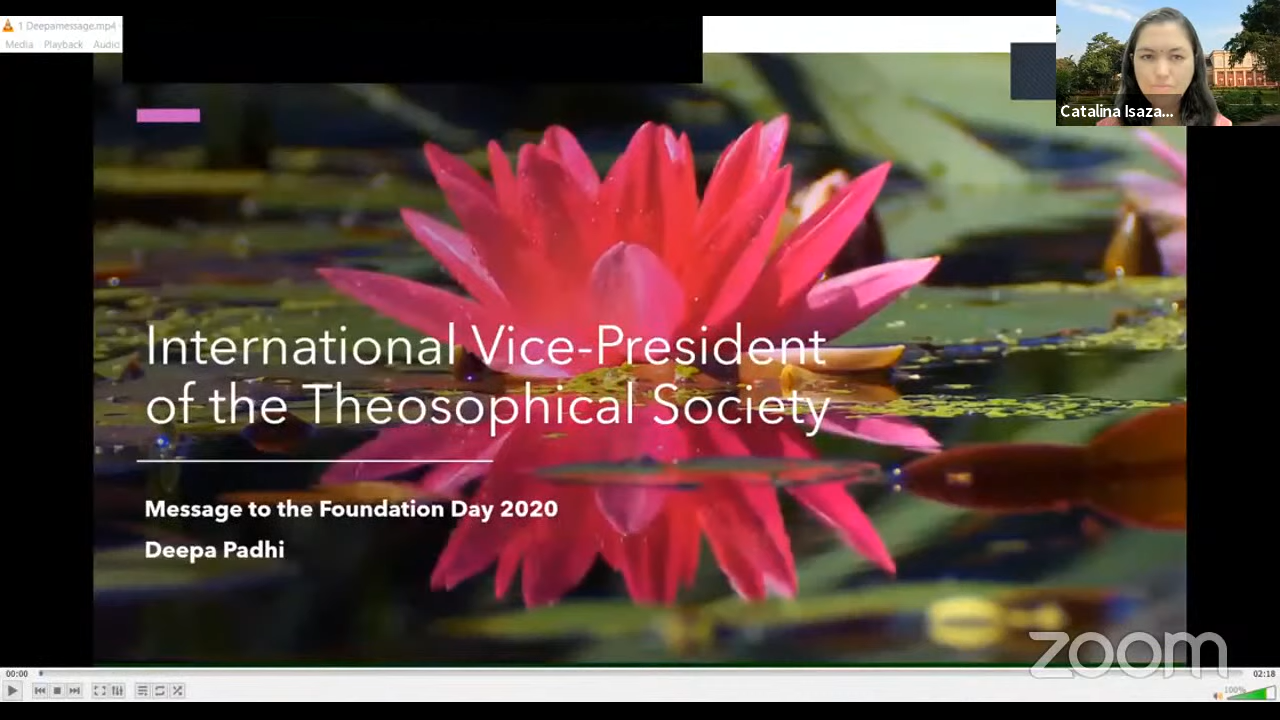 1 Deepamessage.mp4
Media Playback Audio
Catalina Isaza...
International Vice-President
of the Theosophical Society
Message to the Foundation Day 2020
Deepa Padhi
zoom
00:00
02:18
100%